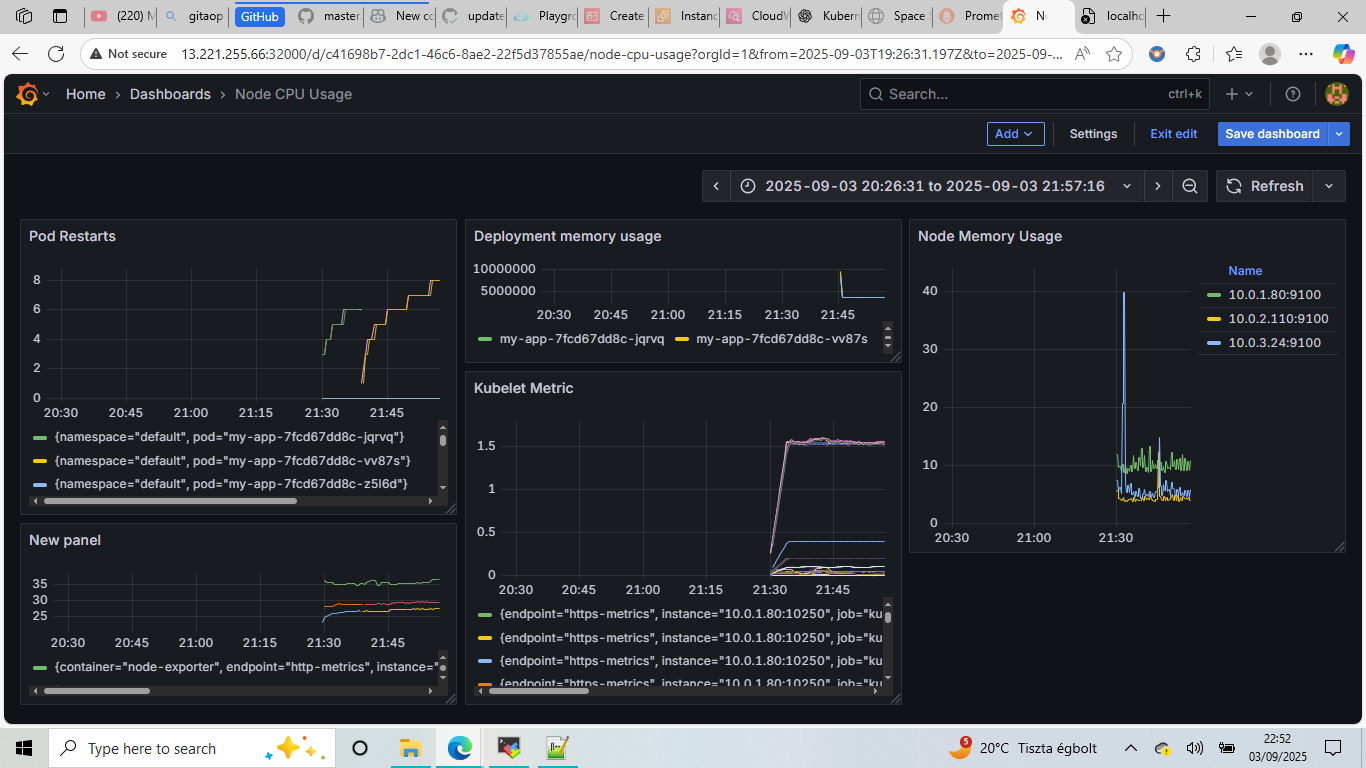 (220) M
gitaop
GitHub
master.
New co
update
Playgro
Create
Instanc
CloudV
Kubern
Space S
Promet
No
localhc
Not secure
13.221.255.66:32000/d/c41698b7-2dc1-46c6-8ae2-22f5d37855ae/node-cpu-usage?orgId=1&from=2025-09-03T19:26:31.197Z&to=2025-09-...
Home › Dashboards › Node CPU Usage
Search...
ctrl+k
Add
Settings
Exit edit
Save dashboard
2025-09-03 20:26:31 to 2025-09-03 21:57:16
Refresh
Pod Restarts
8
6
4
2
0
20:30 20:45 21:00 21:15 21:30 21:45
{namespace="default", pod="my-app-7fcd67dd8c-jqrvq"}
{namespace="default", pod="my-app-7fcd67dd8c-vv87s"}
{namespace="default", pod="my-app-7fcd67dd8c-z5l6d"}
New panel
35
30
25
20:30 20:45 21:00 21:15 21:30 21:45
{container="node-exporter", endpoint="http-metrics", instance="
Deployment memory usage
10000000
5000000
20:30 20:45 21:00 21:15 21:30 21:45
my-app-7fcd67dd8c-jqrvq my-app-7fcd67dd8c-vv87s
Kubelet Metric
1.5
1
0.5
0
20:30 20:45 21:00 21:15 21:30 21:45
{endpoint="https-metrics", instance="10.0.1.80:10250", job="ku
{endpoint="https-metrics", instance="10.0.1.80:10250", job="ku
{endpoint="https-metrics", instance="10.0.1.80:10250", job="ku
{endpoint="https-metrics", instance="10.0.1.80:10250", job="ku
Node Memory Usage
40
30
20
10
0
20:30 21:00 21:30
Name
10.0.1.80:9100
10.0.2.110:9100
10.0.3.24:9100
Type here to search
5
20°C Tiszta égbolt
22:52
03/09/2025